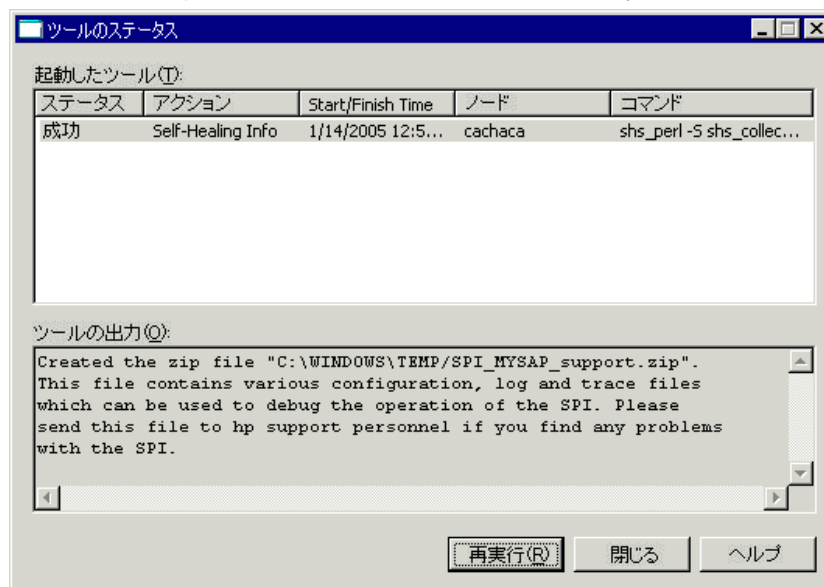 ツールのステータス
起動したツール(T):
ステータス アクション Start/Finish Time ノード コマンド
成功 Self-Healing Info 1/14/2005 12:5... cachaca shs_perl -S shs_collec...
ツールの出力(O):
Created the zip file "C:\WINDOWS\TEMP/SPI_MYSAP_support.zip".
This file contains various configuration, log and trace files
which can be used to debug the operation of the SPI. Please
send this file to hp support personnel if you find any problems
with the SPI.
再実行(R) 閉じる ヘルプ